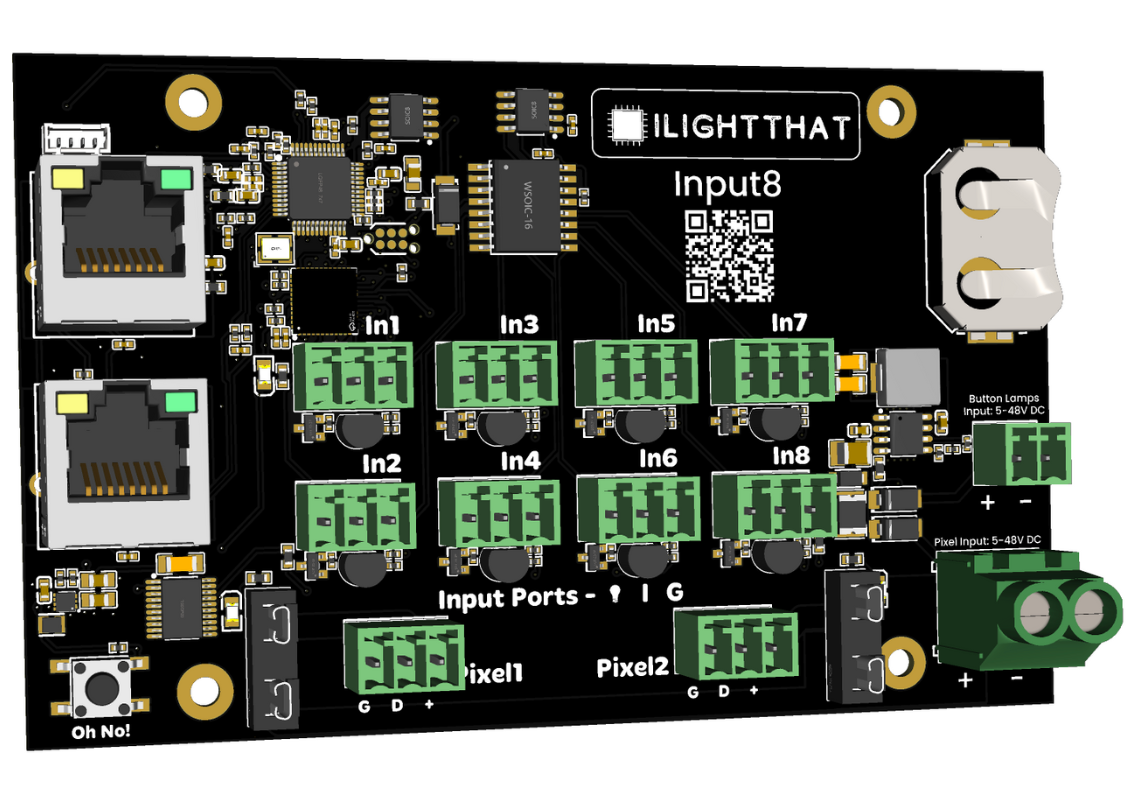 ILIGHTTHAT
Input8
SOIC8
SOIC8
WSOIC-16
In1
In3
In5
In7
In2
In4
In6
In8
Button Lamps
Input: 5-48V DC
+ -
Pixel Input: 5-48V DC
+ -
Input Ports - I G
Pixel1
G D +
Pixel2
G D +
Oh No!